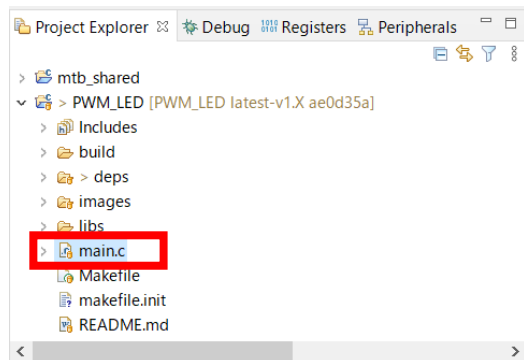 Project Explorer Debug Registers Peripherals
mtb_shared
> PWM_LED [PWM_LED latest-v1.X ae0d35a]
Includes
build
> deps
images
libs
main.c
Makefile
makefile.init
README.md